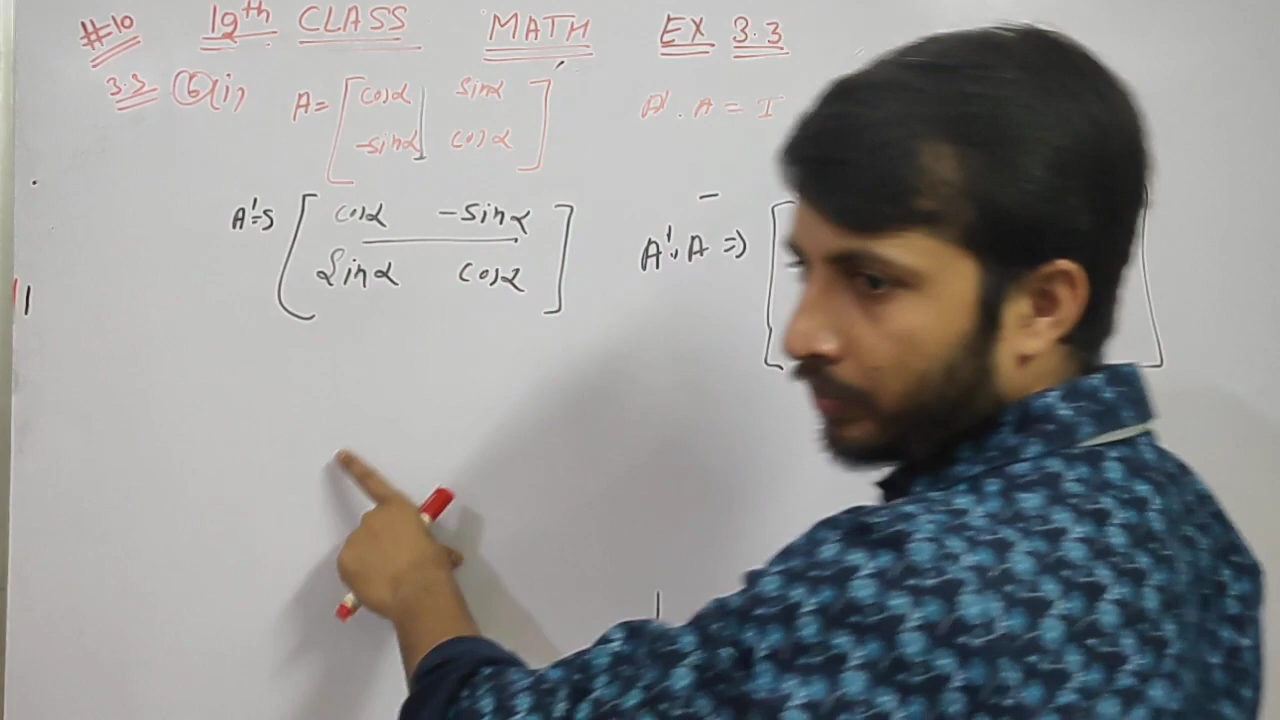 #10 12th CLASS MATH EX 3.3
3.3 6(i) A = [ cosα sinα ]' A'. A = I
-sinα cosα
A' => [ cosα -sinα ] A'. A => [
sinα cosα